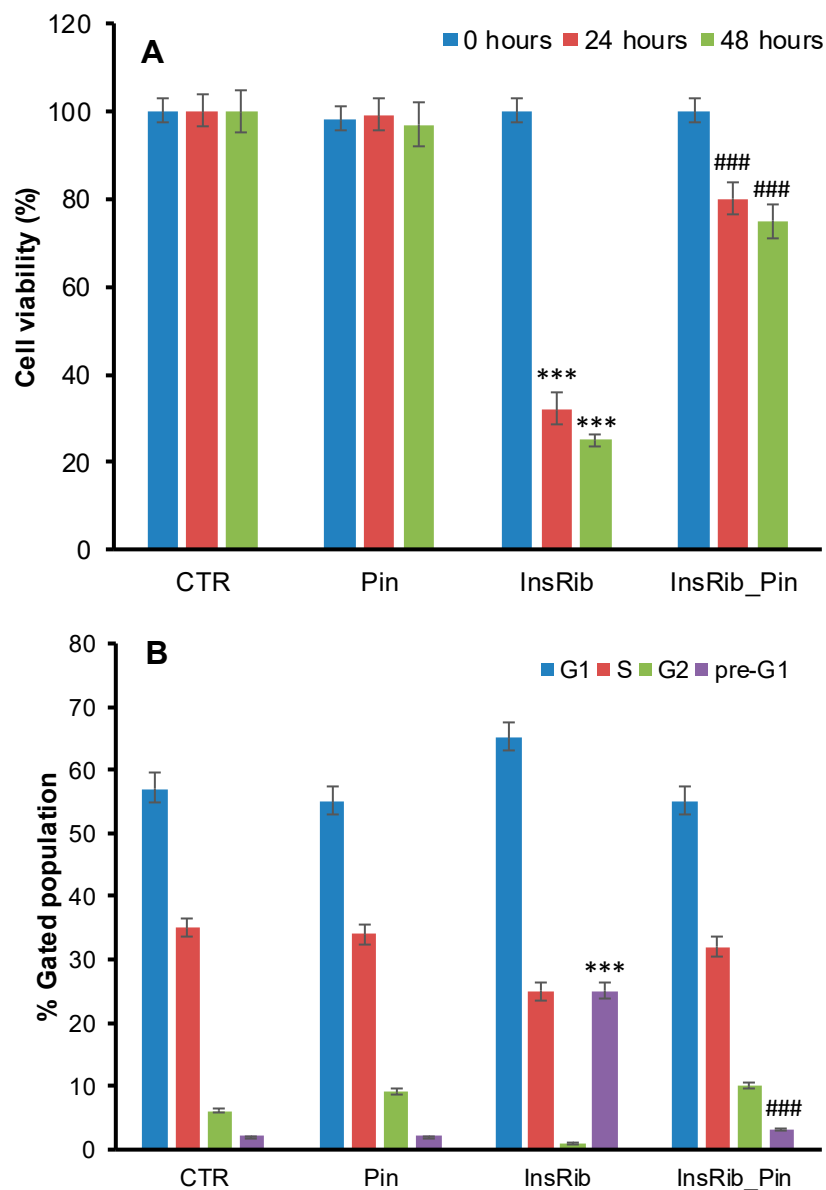 A
0 hours 24 hours 48 hours
120
100
80
60
40
20
0
Cell viability (%)
***
***
###
###
CTR Pin InsRib InsRib_Pin
B
G1 S G2 pre-G1
80
70
60
50
40
30
20
10
0
% Gated population
***
###
CTR Pin InsRib InsRib_Pin